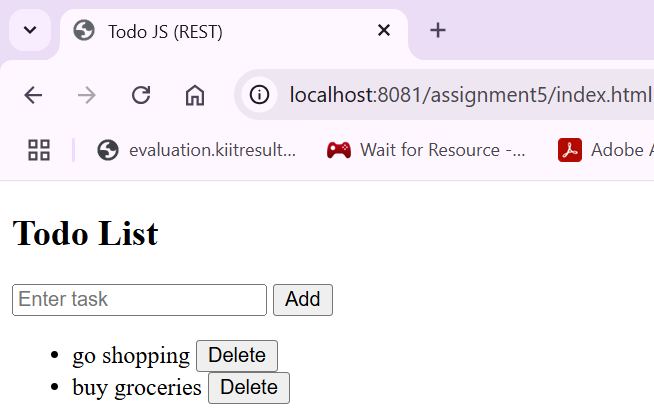 Todo JS (REST)
localhost:8081/assignment5/index.html
evaluation.kiitresult... Wait for Resource -... Adobe
Todo List
Enter task Add
go shopping Delete
buy groceries Delete